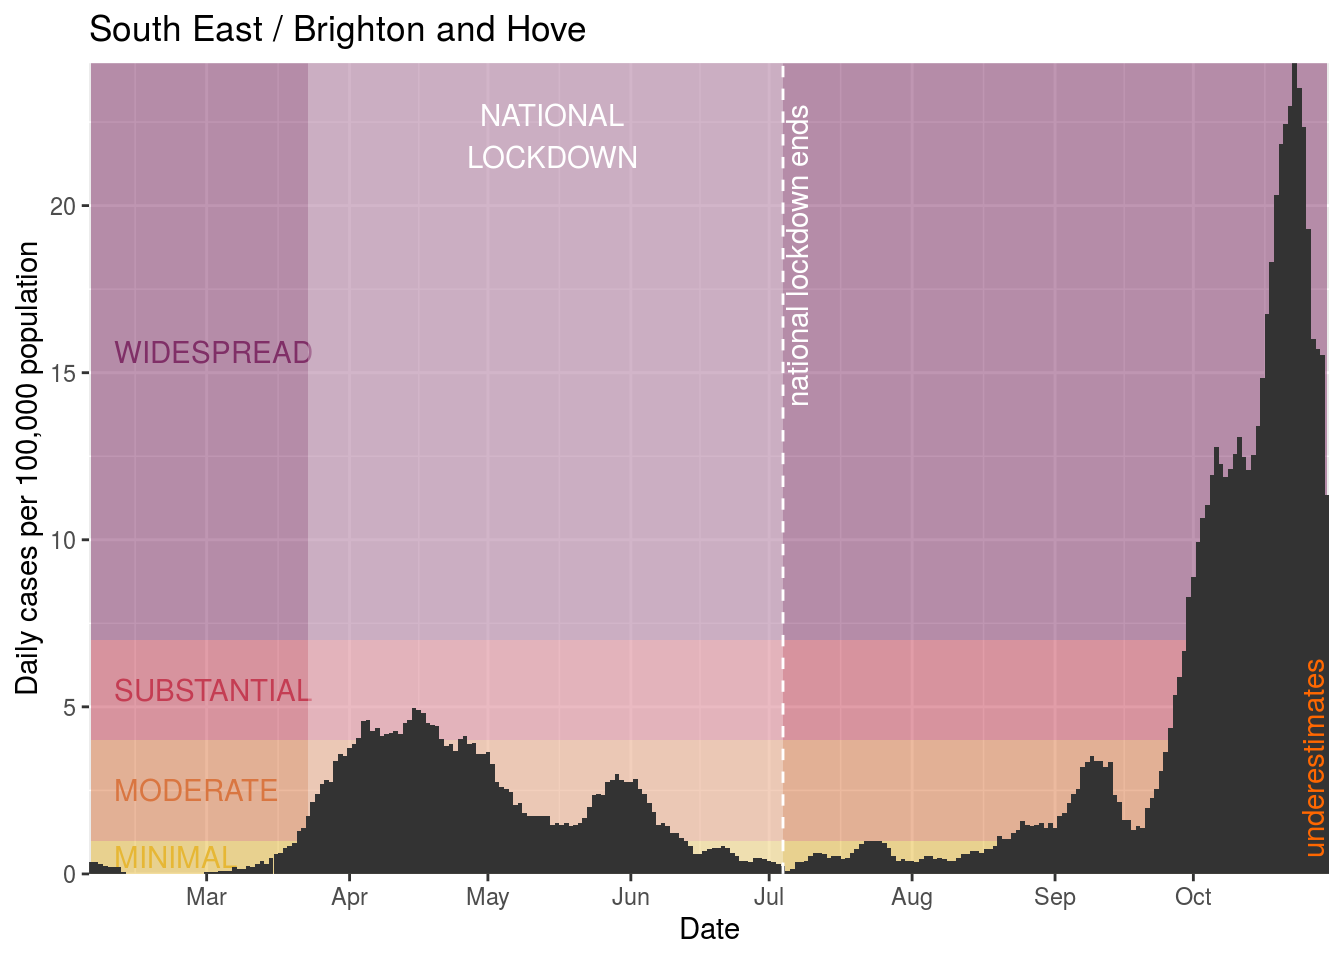 South East / Brighton and Hove
NATIONAL
LOCKDOWN
national lockdown ends
WIDESPREAD
SUBSTANTIAL
MODERATE
MINIMAL
underestimates
Daily cases per 100,000 population
20
15
10
5
0
Mar Apr May Jun Jul Aug Sep Oct
Date